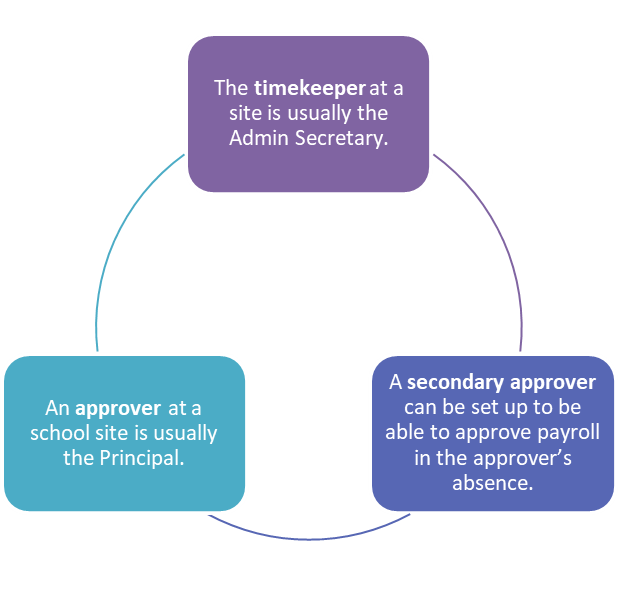 The timekeeper at a
site is usually the
Admin Secretary.
A secondary approver
can be set up to be
able to approve payroll
in the approver’s
absence.
An approver at a
school site is usually
the Principal.